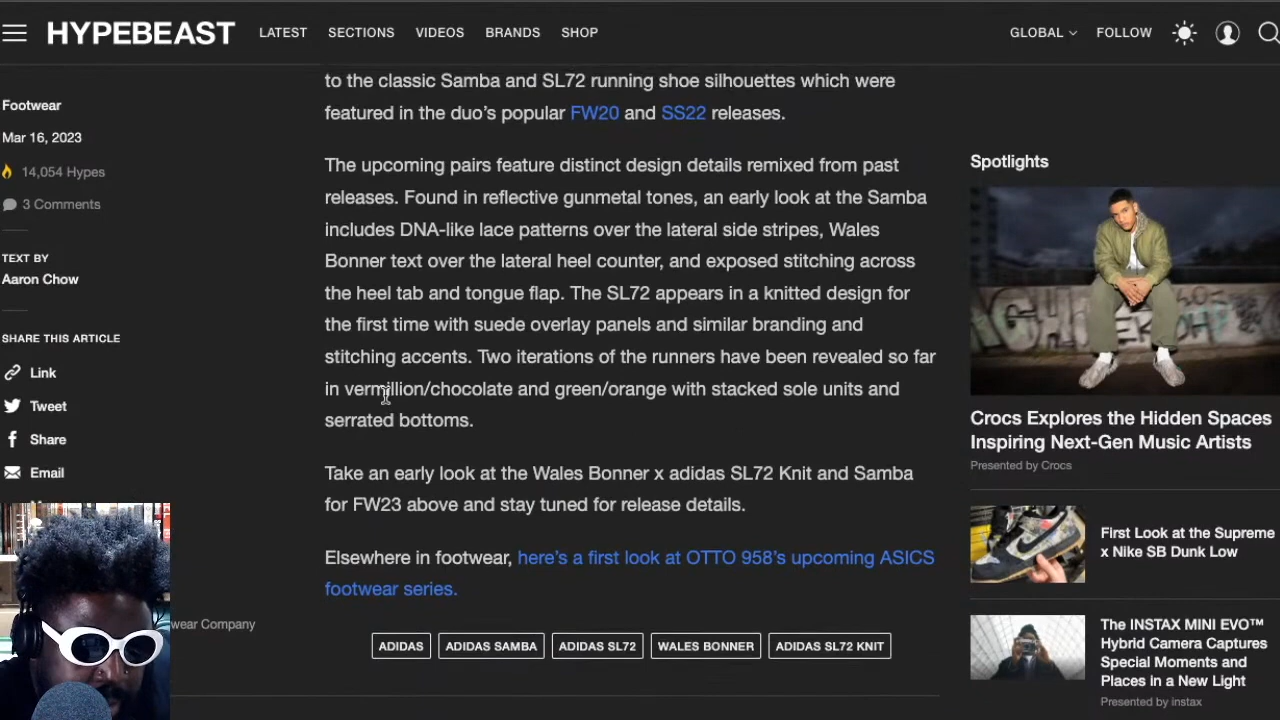 HYPEBEAST
LATEST
SECTIONS
VIDEOS
BRANDS
SHOP
GLOBAL
FOLLOW
Footwear
Mar 16, 2023
14,054 Hypes
3 Comments
TEXT BY
Aaron Chow
SHARE THIS ARTICLE
Link
Tweet
Share
Email
wear Company
to the classic Samba and SL72 running shoe silhouettes which were
featured in the duo’s popular FW20 and SS22 releases.
The upcoming pairs feature distinct design details remixed from past
releases. Found in reflective gunmetal tones, an early look at the Samba
includes DNA-like lace patterns over the lateral side stripes, Wales
Bonner text over the lateral heel counter, and exposed stitching across
the heel tab and tongue flap. The SL72 appears in a knitted design for
the first time with suede overlay panels and similar branding and
stitching accents. Two iterations of the runners have been revealed so far
in vermillion/chocolate and green/orange with stacked sole units and
serrated bottoms.
Take an early look at the Wales Bonner x adidas SL72 Knit and Samba
for FW23 above and stay tuned for release details.
Elsewhere in footwear, here’s a first look at OTTO 958’s upcoming ASICS
footwear series.
ADIDAS
ADIDAS SAMBA
ADIDAS SL72
WALES BONNER
ADIDAS SL72 KNIT
Spotlights
Crocs Explores the Hidden Spaces
Inspiring Next-Gen Music Artists
Presented by Crocs
First Look at the Supreme
x Nike SB Dunk Low
The INSTAX MINI EVO™
Hybrid Camera Captures
Special Moments and
Places in a New Light
Presented by instax